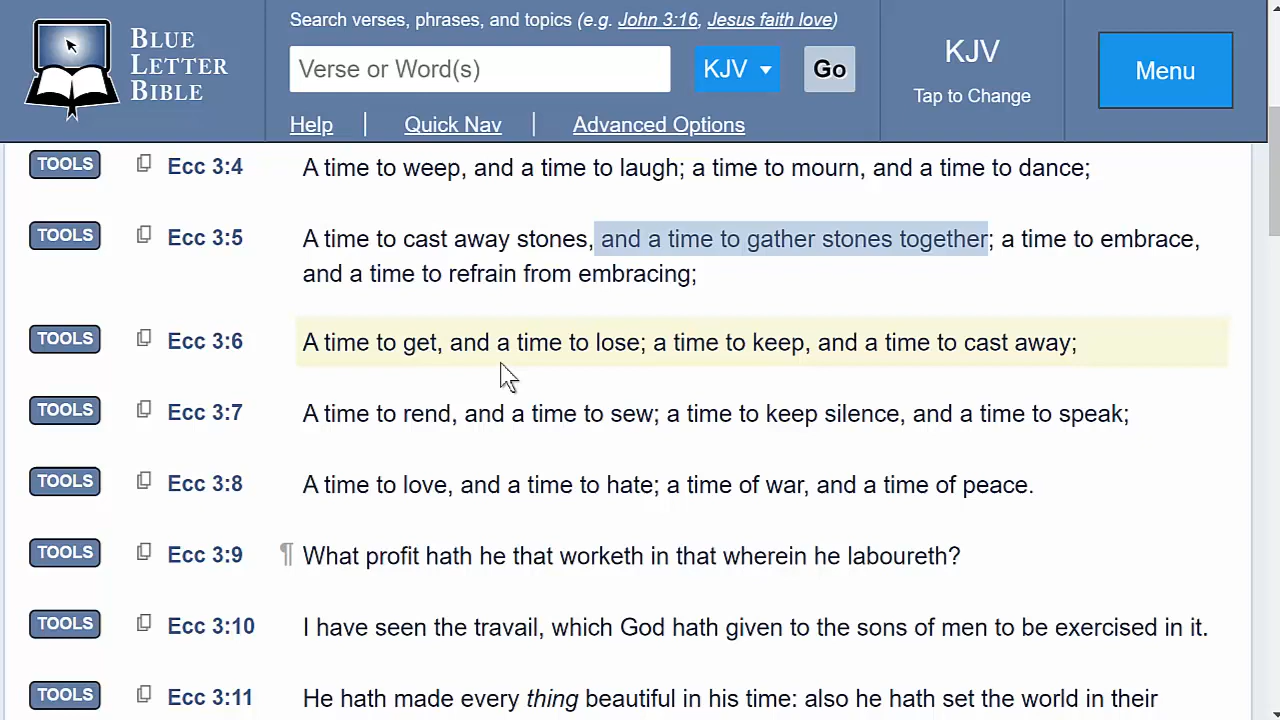 Search verses, phrases, and topics (e.g. John 3:16, Jesus faith love)
BLUE
LETTER
BIBLE
Verse or Word(s)
KJV
Go
KJV
Tap to Change
Menu
Help | Quick Nav | Advanced Options
TOOLS Ecc 3:4 A time to weep, and a time to laugh; a time to mourn, and a time to dance;
TOOLS Ecc 3:5 A time to cast away stones, and a time to gather stones together; a time to embrace,
and a time to refrain from embracing;
TOOLS Ecc 3:6 A time to get, and a time to lose; a time to keep, and a time to cast away;
TOOLS Ecc 3:7 A time to rend, and a time to sew; a time to keep silence, and a time to speak;
TOOLS Ecc 3:8 A time to love, and a time to hate; a time of war, and a time of peace.
TOOLS Ecc 3:9 ¶ What profit hath he that worketh in that wherein he laboureth?
TOOLS Ecc 3:10 I have seen the travail, which God hath given to the sons of men to be exercised in it.
TOOLS Ecc 3:11 He hath made every thing beautiful in his time: also he hath set the world in their